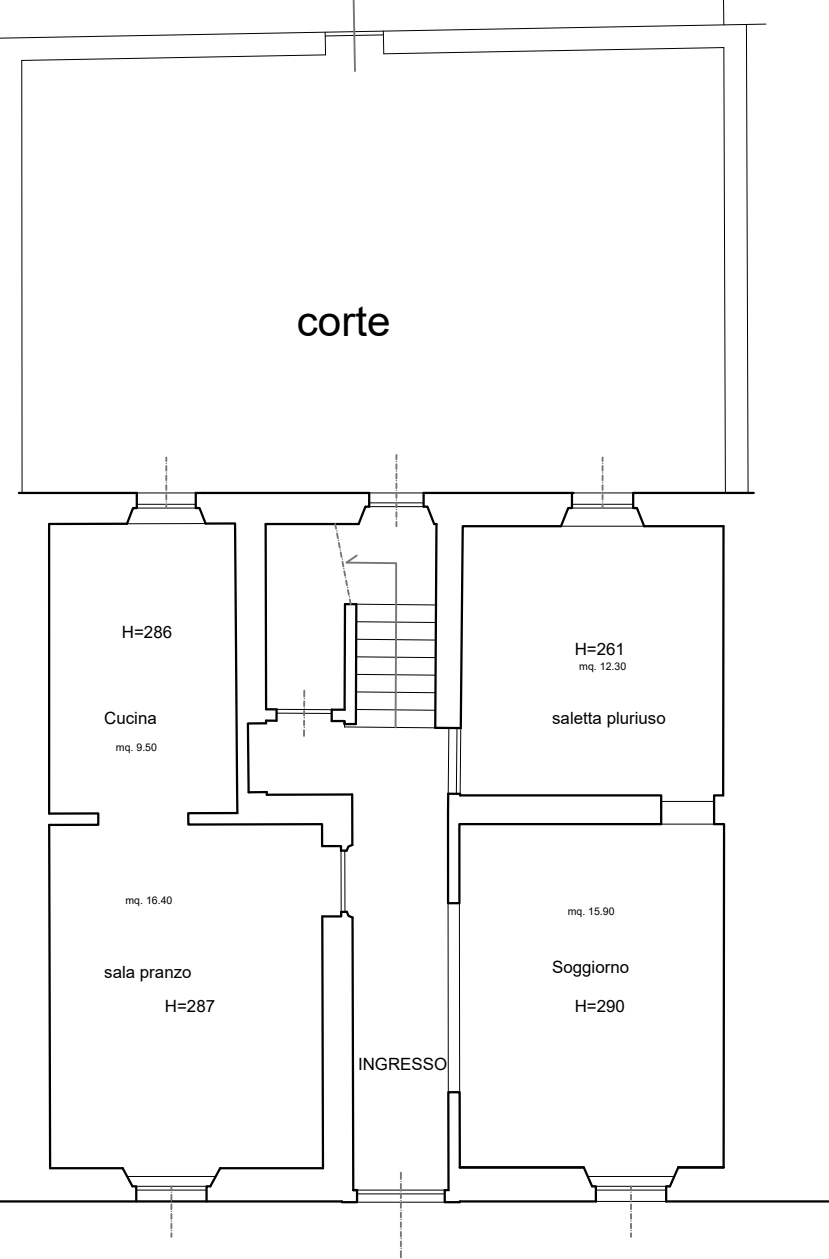 corte
H=286
Cucina
mq. 9.50
H=261
mq. 12.30
saletta pluriuso
mq. 16.40
sala pranzo
H=287
INGRESSO
mq. 15.90
Soggiorno
H=290